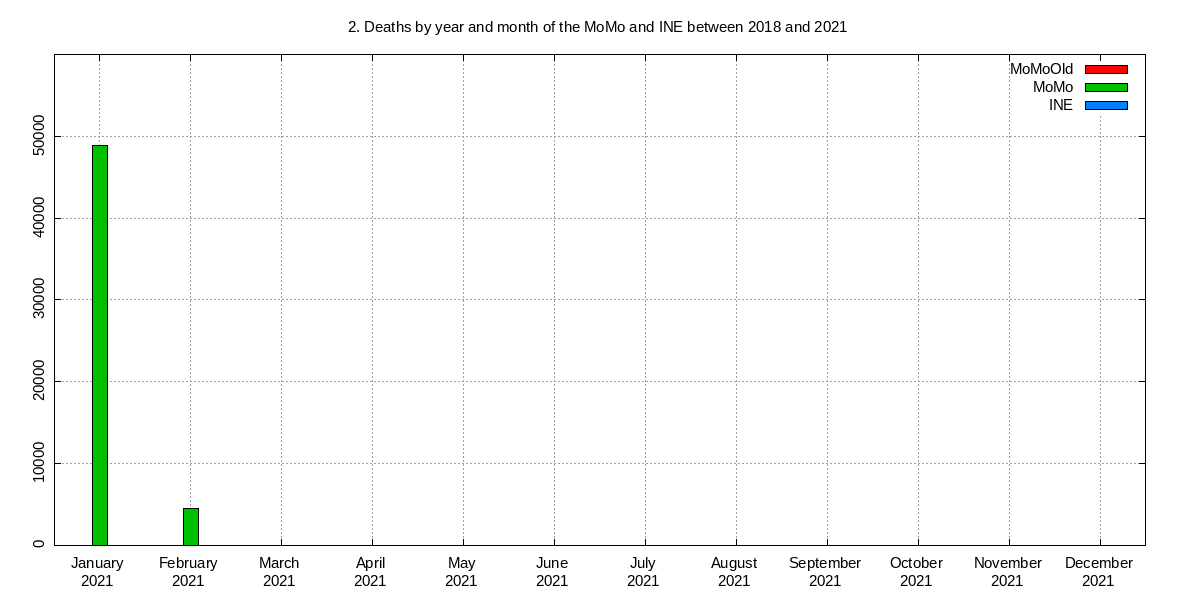 2. Deaths by year and month of the MoMo and INE between 2018 and 2021
MoMoOld
MoMo
INE
50000
40000
30000
20000
10000
0
January February March April May June July August September October November December
2021 2021 2021 2021 2021 2021 2021 2021 2021 2021 2021 2021